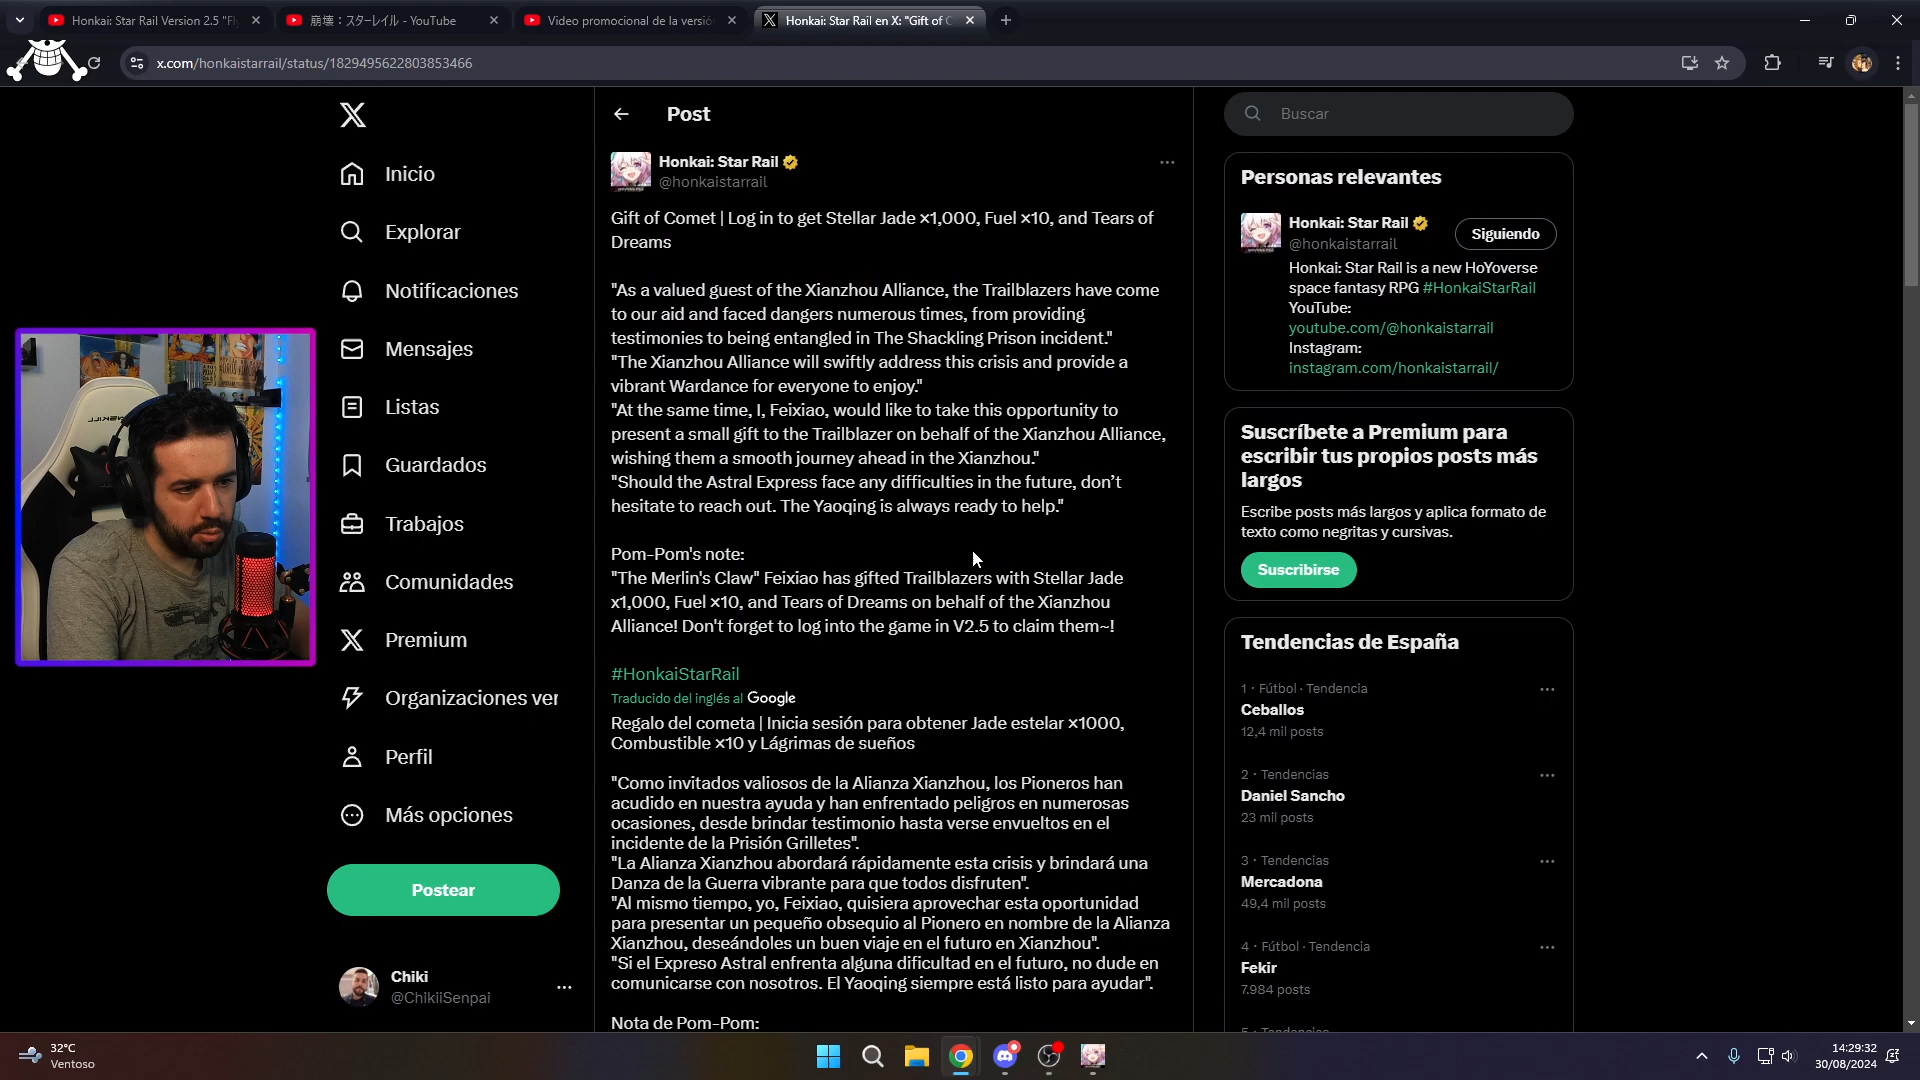 Honkai: Star Rail Version 2.5 "Fl
崩壊：スターレイル - YouTube
Video promocional de la versió
Honkai: Star Rail en X: "Gift of C
x.com/honkaistarrail/status/1829495622803853466
Inicio
Explorar
Notificaciones
Mensajes
Listas
Guardados
Trabajos
Comunidades
Premium
Organizaciones ver
Perfil
Más opciones
Postear
Chiki
@ChikiiSenpai
Post
Honkai: Star Rail
@honkaistarrail
Gift of Comet | Log in to get Stellar Jade ×1,000, Fuel ×10, and Tears of
Dreams
"As a valued guest of the Xianzhou Alliance, the Trailblazers have come
to our aid and faced dangers numerous times, from providing
testimonies to being entangled in The Shackling Prison incident."
"The Xianzhou Alliance will swiftly address this crisis and provide a
vibrant Wardance for everyone to enjoy."
"At the same time, I, Feixiao, would like to take this opportunity to
present a small gift to the Trailblazer on behalf of the Xianzhou Alliance,
wishing them a smooth journey ahead in the Xianzhou."
"Should the Astral Express face any difficulties in the future, don’t
hesitate to reach out. The Yaoqing is always ready to help."
Pom-Pom's note:
"The Merlin's Claw" Feixiao has gifted Trailblazers with Stellar Jade
x1,000, Fuel ×10, and Tears of Dreams on behalf of the Xianzhou
Alliance! Don't forget to log into the game in V2.5 to claim them~!
#HonkaiStarRail
Traducido del inglés al Google
Regalo del cometa | Inicia sesión para obtener Jade estelar ×1000,
Combustible ×10 y Lágrimas de sueños
"Como invitados valiosos de la Alianza Xianzhou, los Pioneros han
acudido en nuestra ayuda y han enfrentado peligros en numerosas
ocasiones, desde brindar testimonio hasta verse envueltos en el
incidente de la Prisión Grilletes".
"La Alianza Xianzhou abordará rápidamente esta crisis y brindará una
Danza de la Guerra vibrante para que todos disfruten".
"Al mismo tiempo, yo, Feixiao, quisiera aprovechar esta oportunidad
para presentar un pequeño obsequio al Pionero en nombre de la Alianza
Xianzhou, deseándoles un buen viaje en el futuro en Xianzhou".
"Si el Expreso Astral enfrenta alguna dificultad en el futuro, no dude en
comunicarse con nosotros. El Yaoqing siempre está listo para ayudar".
Nota de Pom-Pom:
Buscar
Personas relevantes
Honkai: Star Rail
@honkaistarrail
Siguiendo
Honkai: Star Rail is a new HoYoverse
space fantasy RPG #HonkaiStarRail
YouTube:
youtube.com/@honkaistarrail
Instagram:
instagram.com/honkaistarrail/
Suscríbete a Premium para
escribir tus propios posts más
largos
Escribe posts más largos y aplica formato de
texto como negritas y cursivas.
Suscribirse
Tendencias de España
1 · Fútbol · Tendencia
Ceballos
12,4 mil posts
2 · Tendencias
Daniel Sancho
23 mil posts
3 · Tendencias
Mercadona
49,4 mil posts
4 · Fútbol · Tendencia
Fekir
7.984 posts
5 · Tendencias
32°C
Ventoso
14:29:32
30/08/2024